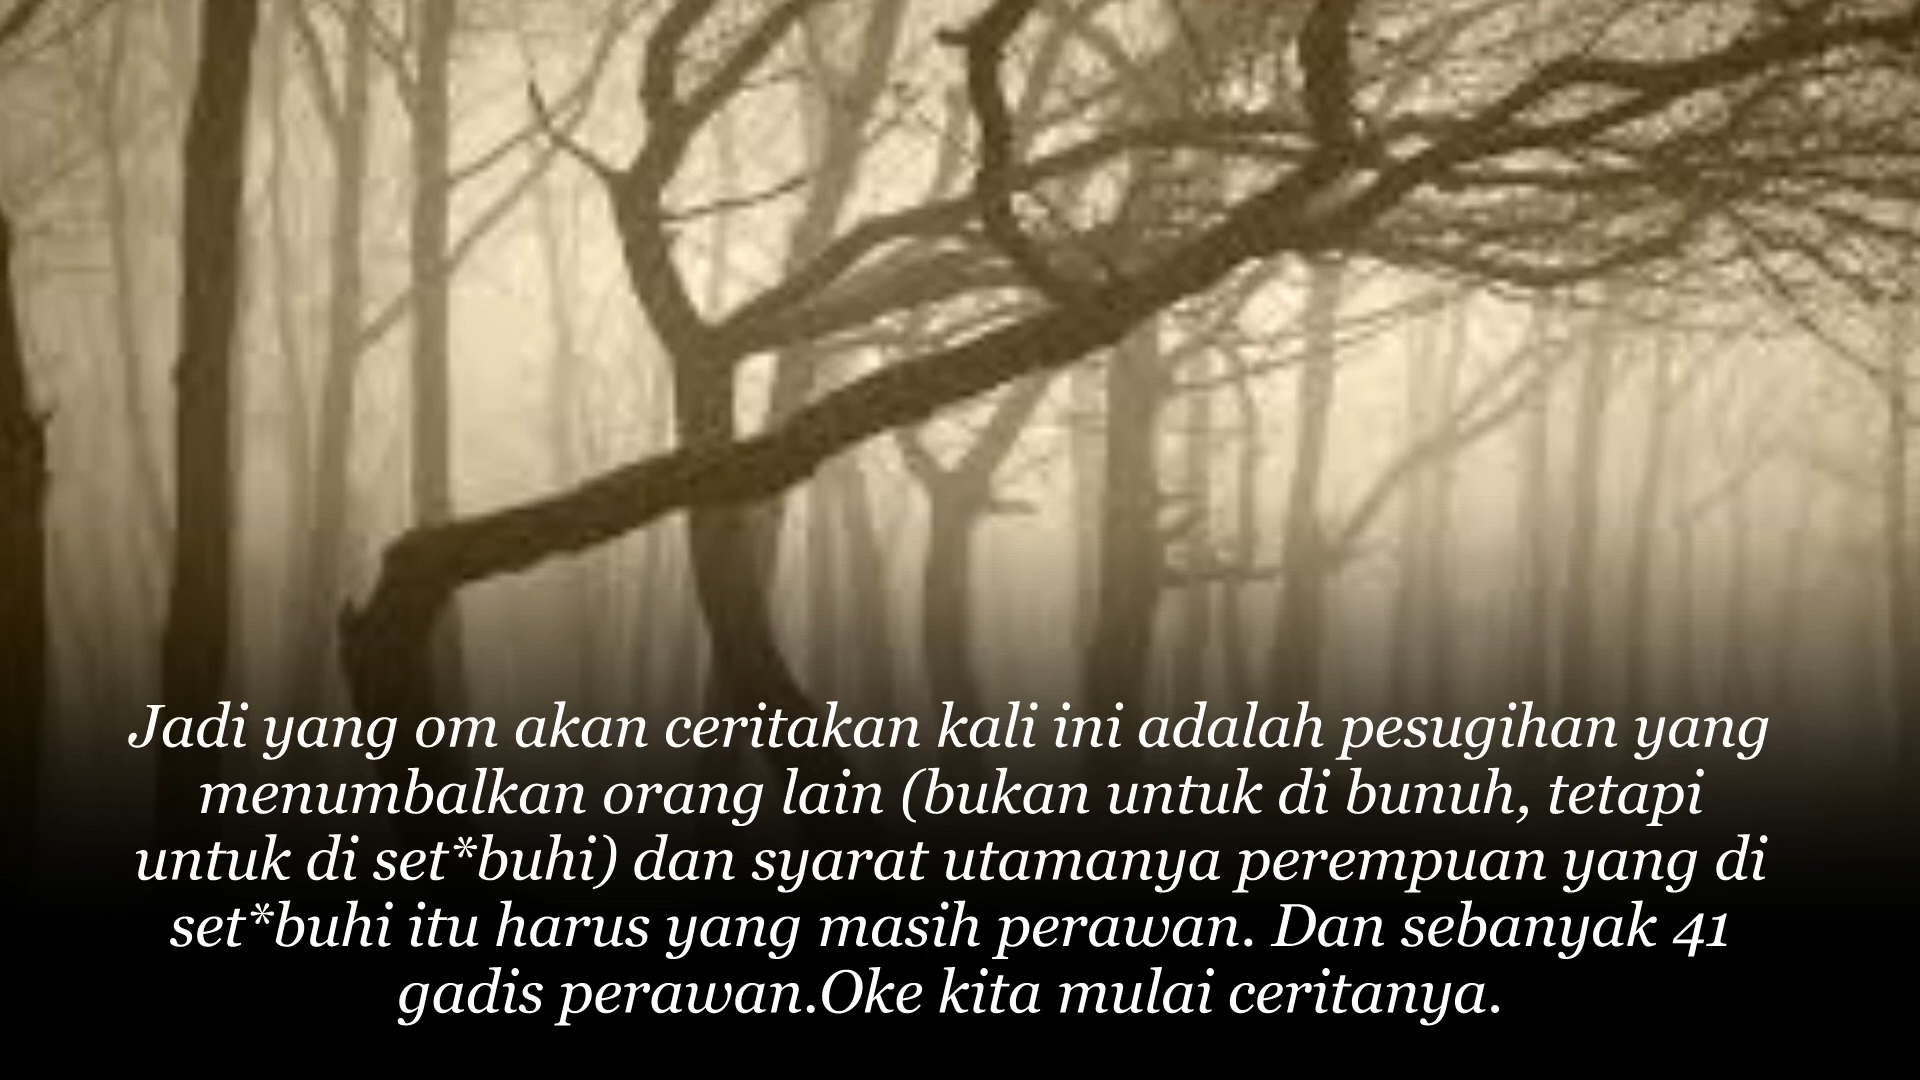 Jadi yang om akan ceritakan kali ini adalah pesugihan yang
menumbalkan orang lain (bukan untuk di bunuh, tetapi
untuk di set*buhi) dan syarat utamanya perempuan yang di
set*buhi itu harus yang masih perawan. Dan sebanyak 41
gadis perawan.Oke kita mulai ceritanya.